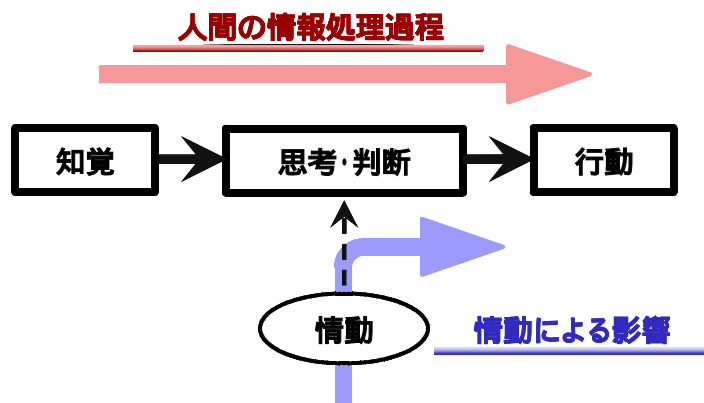 人間の情報処理過程
知覚
思考・判断
行動
情動
情動による影響